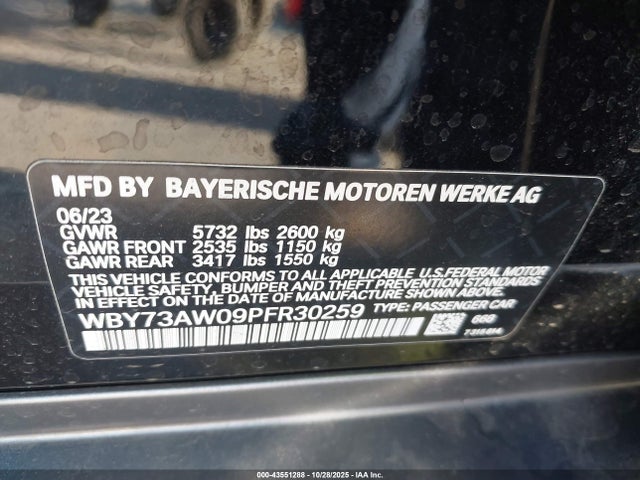 MFD BY BAYERISCHE MOTOREN WERKE AG
06/23
GVWR 5732 lbs 2600 kg
GAWR FRONT 2535 lbs 1150 kg
GAWR REAR 3417 lbs 1550 kg
THIS VEHICLE CONFORMS TO ALL APPLICABLE U.S.FEDERAL MOTOR
VEHICLE SAFETY, BUMPER AND THEFT PREVENTION
STANDARDS IN EFFECT ON THE DATE OF MANUFACTURE SHOWN ABOVE.
WBY73AW09PFR30259 TYPE: PASSENGER CAR
668
000-43551288 | 10/28/2025 | IAA Inc.